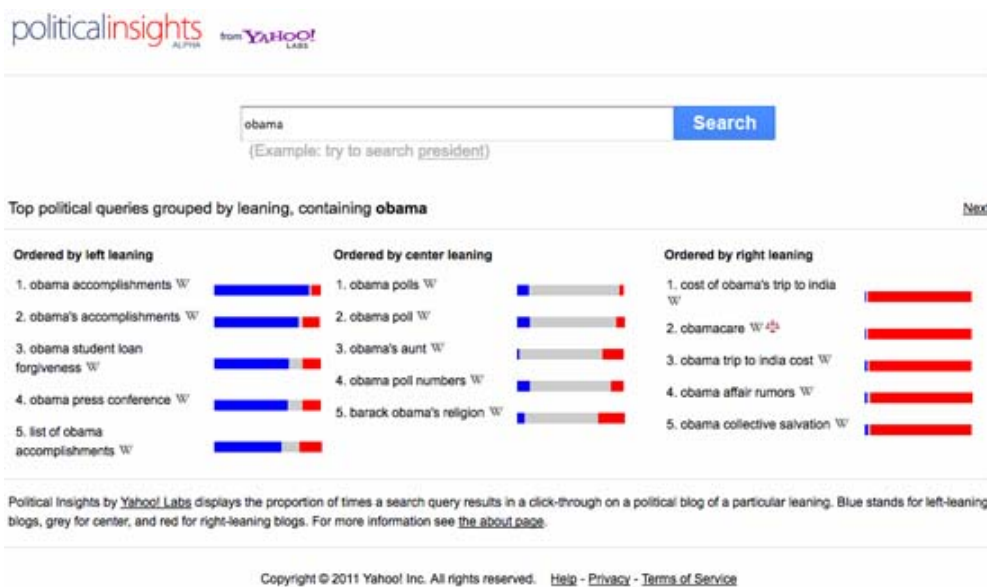 politicalinsights
ALPHA
from YAHOO!
LABS
obama
Search
(Example: try to search president)
Top political queries grouped by leaning, containing obama
Next
Ordered by left leaning
1. obama accomplishments W
2. obama's accomplishments W
3. obama student loan
forgiveness W
4. obama press conference W
5. list of obama
accomplishments W
Ordered by center leaning
1. obama polls W
2. obama poll W
3. obama's aunt W
4. obama poll numbers W
5. barack obama's religion W
Ordered by right leaning
1. cost of obama's trip to india
W
2. obamacare W
3. obama trip to india cost W
4. obama affair rumors W
5. obama collective salvation W
Political Insights by Yahoo! Labs displays the proportion of times a search query results in a click-through on a political blog of a particular leaning. Blue stands for left-leaning
blogs, grey for center, and red for right-leaning blogs. For more information see the about page.
Copyright © 2011 Yahoo! Inc. All rights reserved. Help - Privacy - Terms of Service